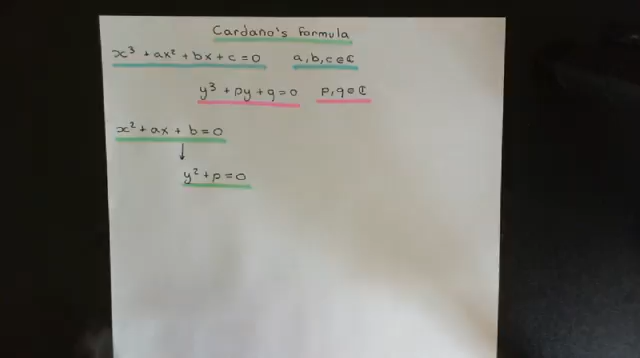 Cardano's Formula
x³ + ax² + bx + c = 0 a, b, c ∈ ℂ
y³ + py + q = 0 p, q ∈ ℂ
x² + ax + b = 0
↓
y² + p = 0